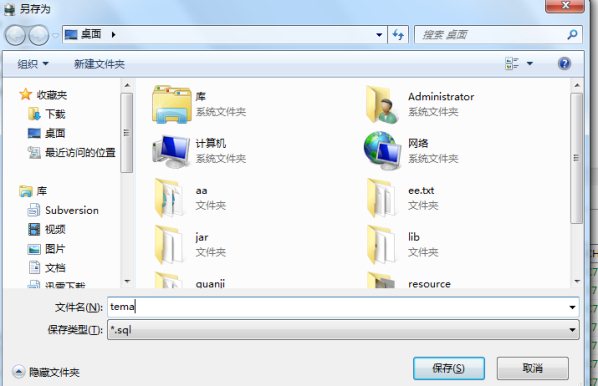 另存为
桌面
搜索 桌面
组织
新建文件夹
收藏夹
下载
桌面
最近访问的位置
库
Subversion
视频
图片
文档
迅雷下载
库
系统文件夹
Administrator
系统文件夹
计算机
系统文件夹
网络
系统文件夹
aa
文件夹
ee.txt
文件夹
jar
文件夹
lib
文件夹
quanji
resource
文件名(N):
tema
保存类型(T):
*.sql
隐藏文件夹
保存(S)
取消